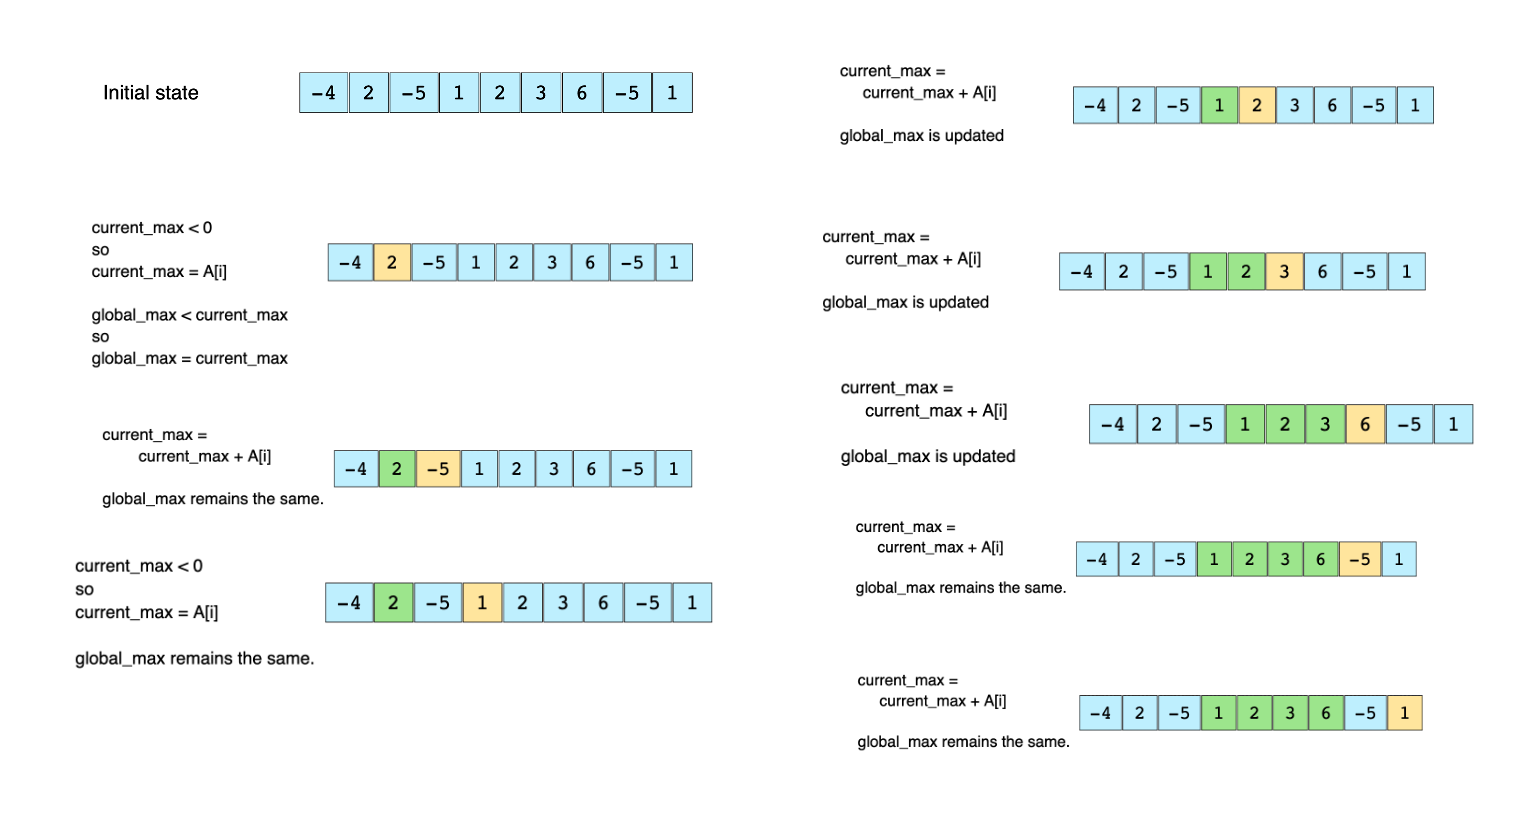 Initial state
-4 2 -5 1 2 3 6 -5 1
current_max < 0
so
current_max = A[i]
global_max < current_max
so
global_max = current_max
-4 2 -5 1 2 3 6 -5 1
current_max =
current_max + A[i]
global_max remains the same.
-4 2 -5 1 2 3 6 -5 1
current_max < 0
so
current_max = A[i]
global_max remains the same.
-4 2 -5 1 2 3 6 -5 1
current_max =
current_max + A[i]
global_max is updated
-4 2 -5 1 2 3 6 -5 1
current_max =
current_max + A[i]
global_max is updated
-4 2 -5 1 2 3 6 -5 1
current_max =
current_max + A[i]
global_max is updated
-4 2 -5 1 2 3 6 -5 1
current_max =
current_max + A[i]
global_max remains the same.
-4 2 -5 1 2 3 6 -5 1
current_max =
current_max + A[i]
global_max remains the same.
-4 2 -5 1 2 3 6 -5 1